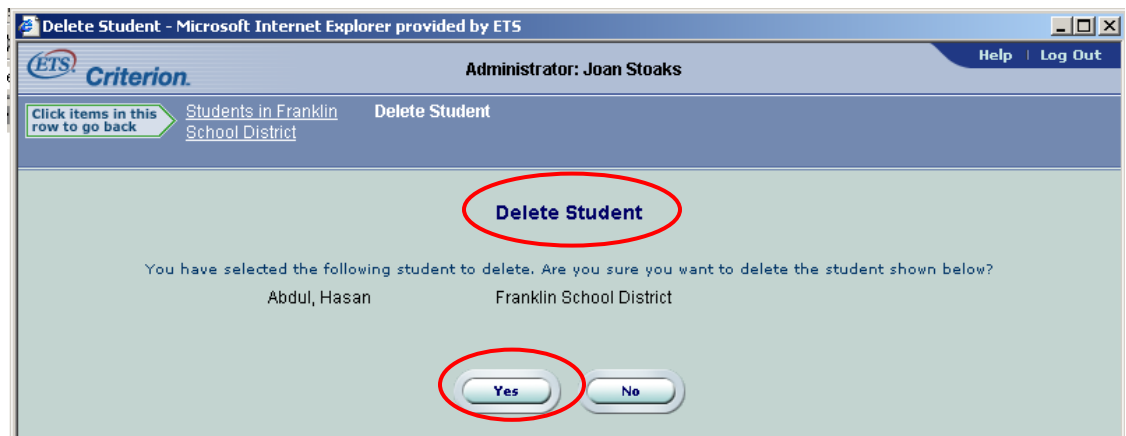 Delete Student - Microsoft Internet Explorer provided by ETS
ETS Criterion.
Administrator: Joan Stoaks
Help | Log Out
Click items in this
row to go back
Students in Franklin
School District
Delete Student
Delete Student
You have selected the following student to delete. Are you sure you want to delete the student shown below?
Abdul, Hasan Franklin School District
Yes No